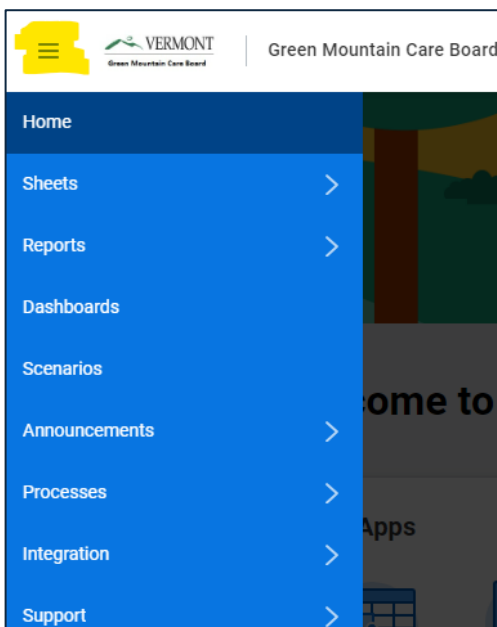 VERMONT
Green Mountain Care Board
Green Mountain Care Board
Home
Sheets
Reports
Dashboards
Scenarios
come to
Announcements
Processes
Apps
Integration
Support